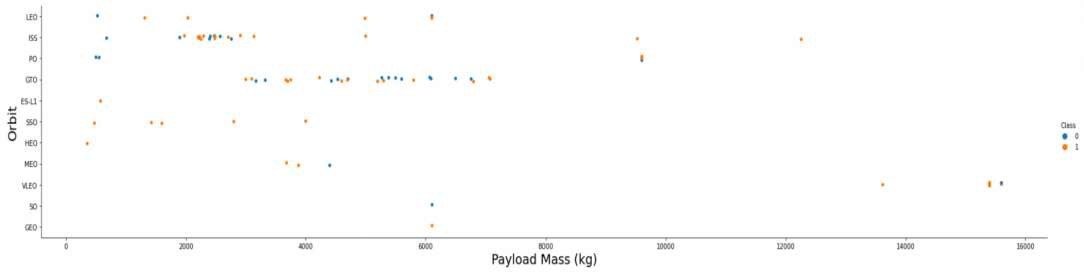 LEO
ISS
PO
GTO
ES-L1
SSO
HEO
MEO
VLEO
SO
GEO
Orbit
0 2000 4000 6000 8000 10000 12000 14000 16000
Payload Mass (kg)
Class
0
1